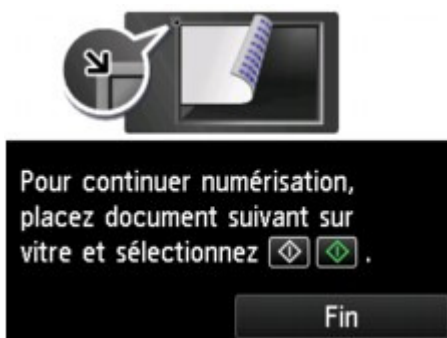 Pour continuer numérisation,
placez document suivant sur
vitre et sélectionnez .
Fin